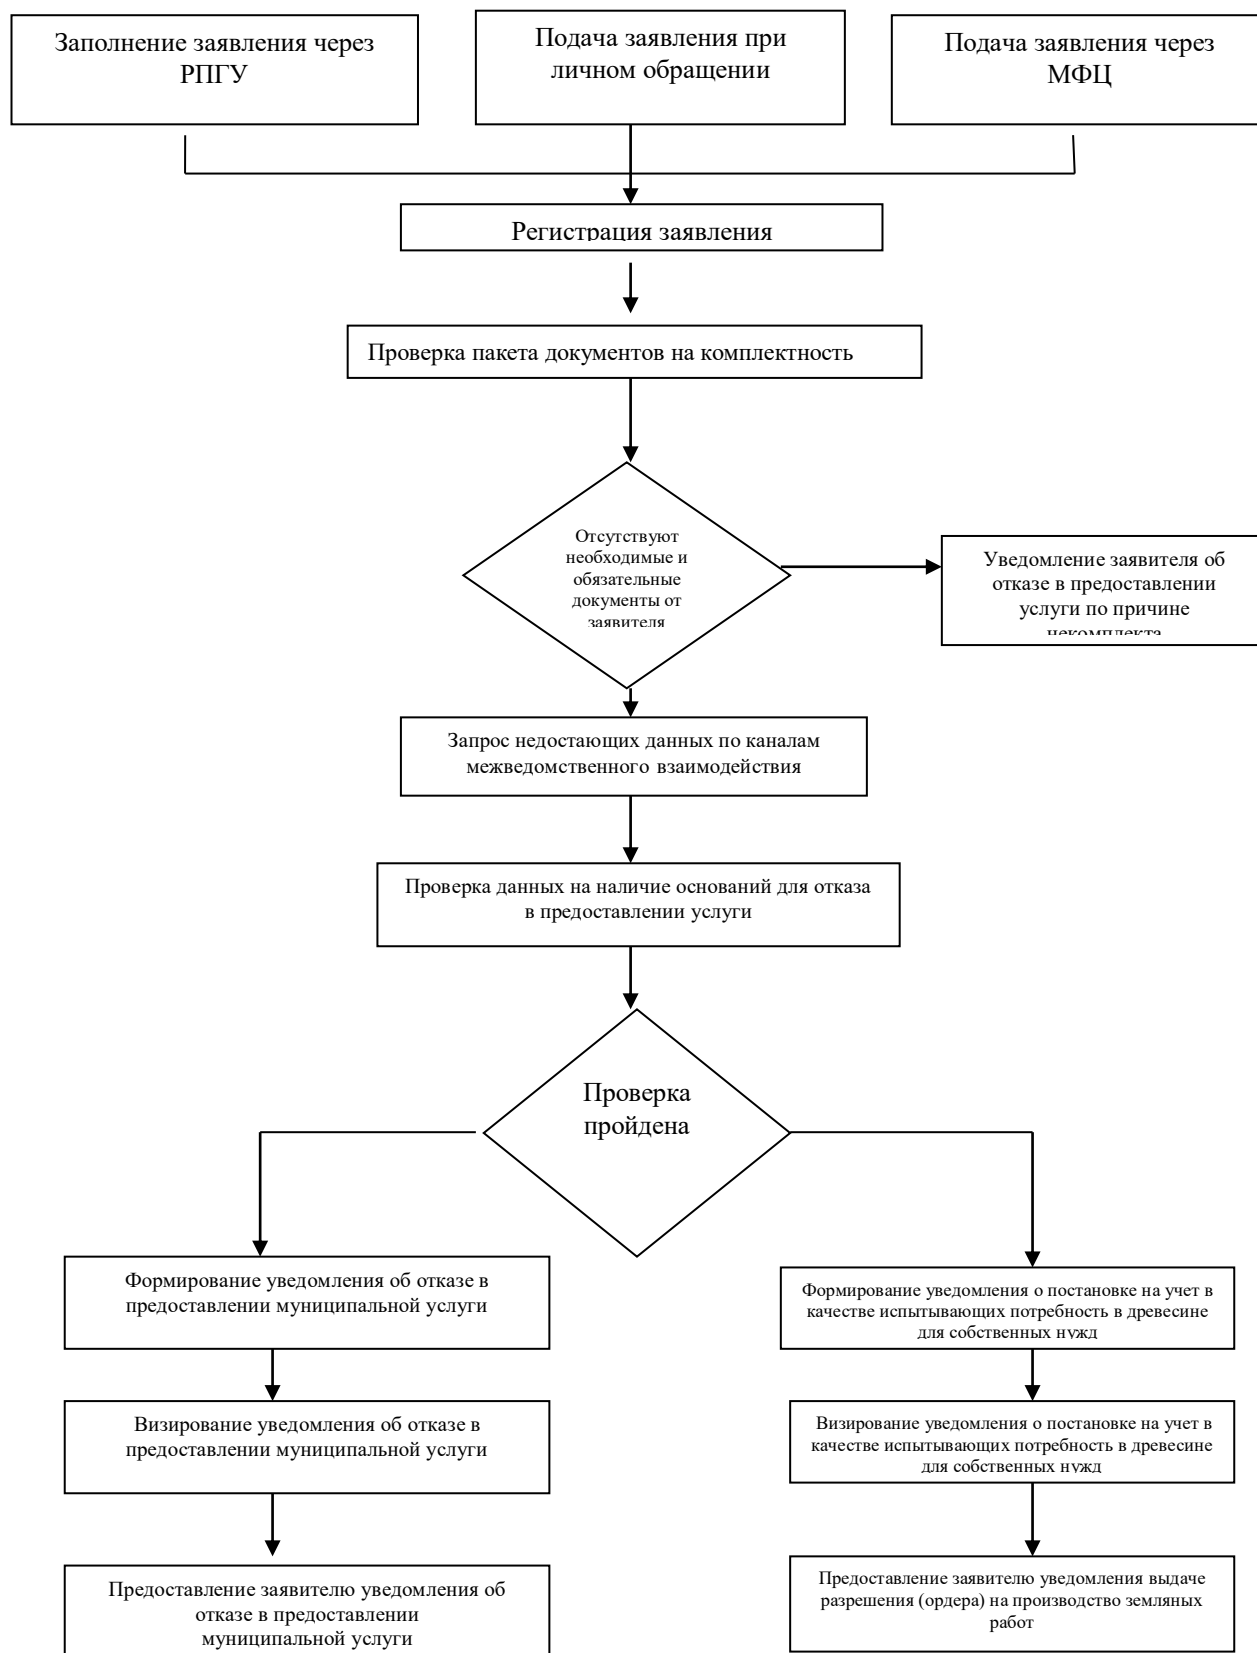 Заполнение заявления через
РПГУ
Подача заявления при
личном обращении
Подача заявления через
МФЦ
Регистрация заявления
Проверка пакета документов на комплектность
Отсутствуют
необходимые и
обязательные
документы от
заявителя
Уведомление заявителя об
отказе в предоставлении
услуги по причине
некомплекта
Запрос недостающих данных по каналам
межведомственного взаимодействия
Проверка данных на наличие оснований для отказа
в предоставлении услуги
Проверка
пройдена
Формирование уведомления об отказе в
предоставлении муниципальной услуги
Формирование уведомления о постановке на учет в
качестве испытывающих потребность в древесине
для собственных нужд
Визирование уведомления об отказе в
предоставлении муниципальной услуги
Визирование уведомления о постановке на учет в
качестве испытывающих потребность в древесине
для собственных нужд
Предоставление заявителю уведомления об
отказе в предоставлении
муниципальной услуги
Предоставление заявителю уведомления выдаче
разрешения (ордера) на производство земляных
работ